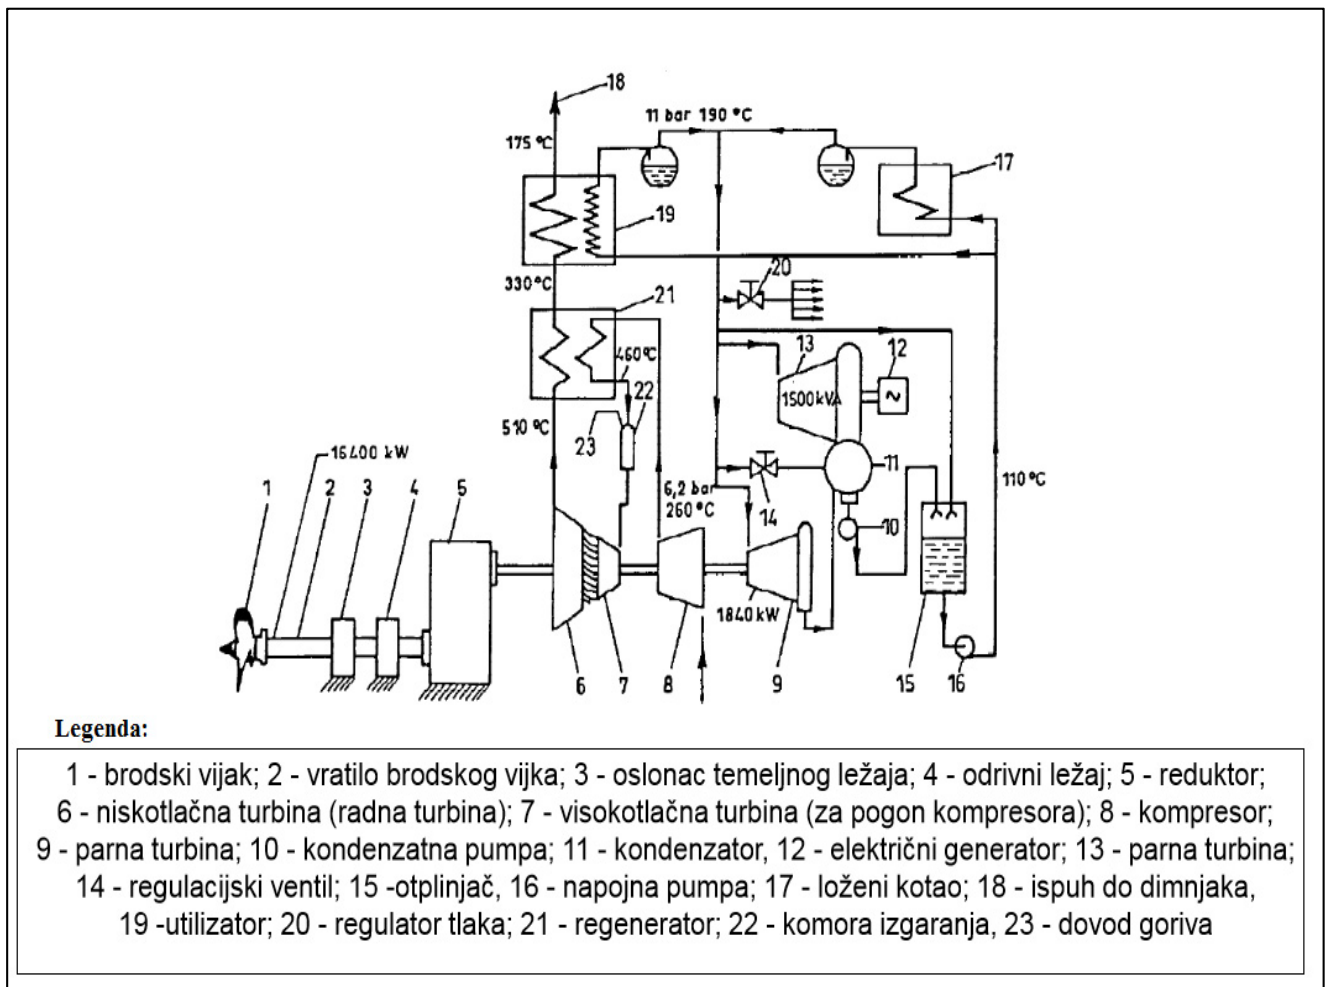 18
11 bar 190 °C
175 °C
17
19
330°C
20
21
13
12
460°C
22
1500kVA
~
510 °C
23
16400 kW
11
1
2
3
4
5
6,2 bar
260 °C
14
10
110 °C
1840 kW
6
7
8
9
15
16
Legenda:
1 - brodski vijak; 2 - vratilo brodskog vijka; 3 - oslonac temeljnog ležaja; 4 - odrivni ležaj; 5 - reduktor;
6 - niskotlačna turbina (radna turbina); 7 - visokotlačna turbina (za pogon kompresora); 8 - kompresor;
9 - parna turbina; 10 - kondenzatna pumpa; 11 - kondenzator, 12 - električni generator; 13 - parna turbina;
14 - regulacijski ventil; 15 -otplinjač, 16 - napojna pumpa; 17 - loženi kotao; 18 - ispuh do dimnjaka,
19 -utilizator; 20 - regulator tlaka; 21 - regenerator; 22 - komora izgaranja, 23 - dovod goriva